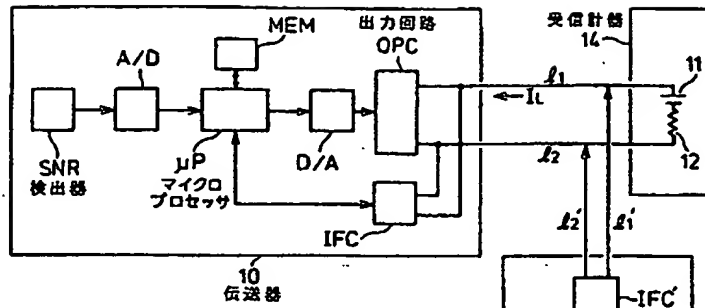 MEM
A/D
出力回路
OPC
受信計器
14
11
ℓ1
IL
12
SNR
検出器
μP
マイクロ
プロセッサ
D/A
ℓ2
IFC
ℓ2'
ℓ1'
10
伝送器
IFC'